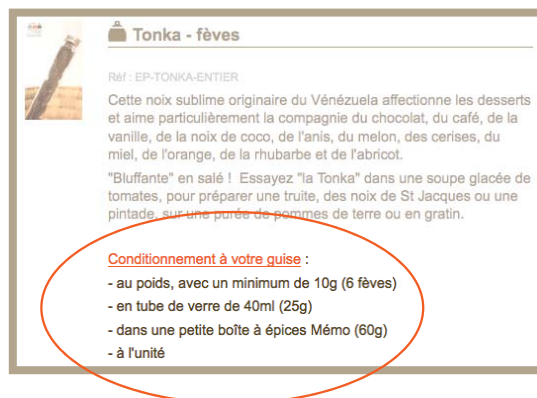 Tonka - fèves
Réf : EP-TONKA-ENTIER
Cette noix sublime originaire du Vénézuela affectionne les desserts
et aime particulièrement la compagnie du chocolat, du café, de la
vanille, de la noix de coco, de l'anis, du melon, des cerises, du
miel, de l'orange, de la rhubarbe et de l'abricot.
"Bluffante" en salé ! Essayez "la Tonka" dans une soupe glacée de
tomates, pour préparer une truite, des noix de St Jacques ou une
pintade, sur une purée de pommes de terre ou en gratin.
Conditionnement à votre guise :
- au poids, avec un minimum de 10g (6 fèves)
- en tube de verre de 40ml (25g)
- dans une petite boîte à épices Mémo (60g)
- à l'unité